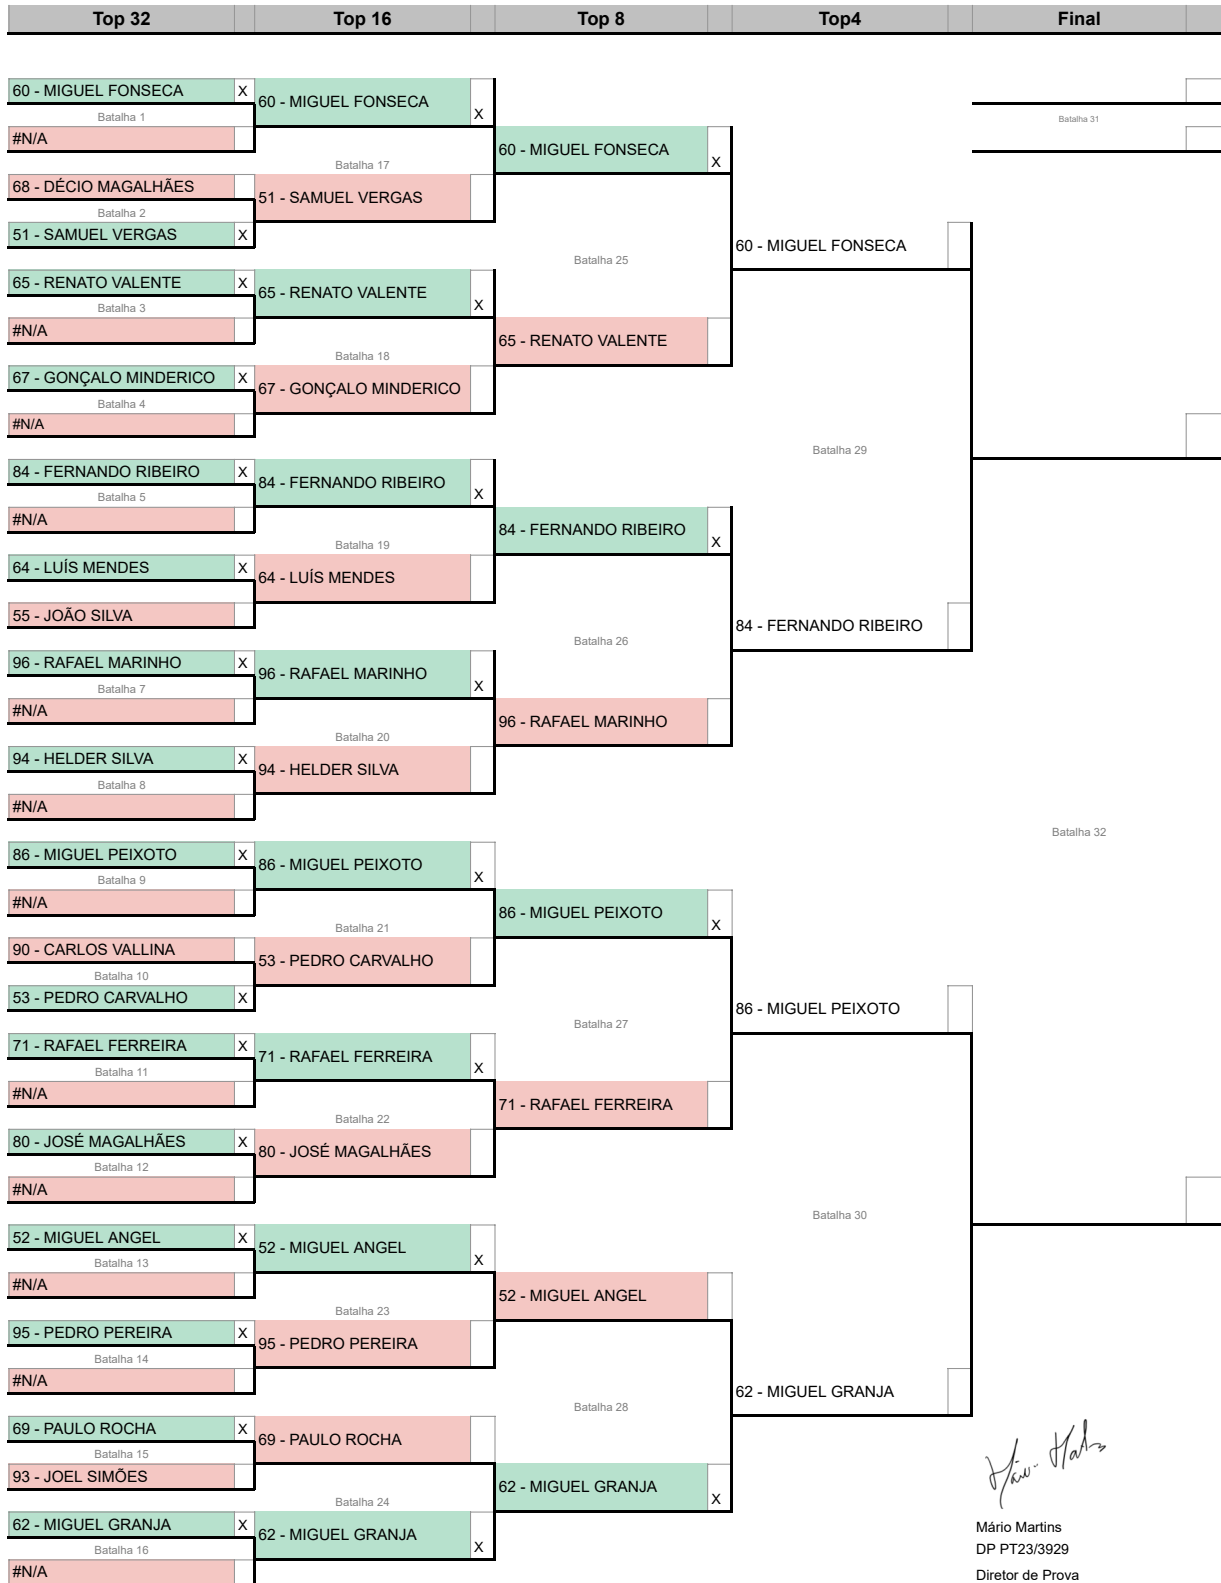 Top 32 Top 16 Top 8 Top4 Final
60 - MIGUEL FONSECA X
Batalha 1
#N/A
68 - DÉCIO MAGALHÃES
Batalha 2
51 - SAMUEL VERGAS X
65 - RENATO VALENTE X
Batalha 3
#N/A
67 - GONÇALO MINDERICO X
Batalha 4
#N/A
84 - FERNANDO RIBEIRO X
Batalha 5
#N/A
64 - LUÍS MENDES X
55 - JOÃO SILVA
96 - RAFAEL MARINHO X
Batalha 7
#N/A
94 - HELDER SILVA X
Batalha 8
#N/A
86 - MIGUEL PEIXOTO X
Batalha 9
#N/A
90 - CARLOS VALLINA
Batalha 10
53 - PEDRO CARVALHO X
71 - RAFAEL FERREIRA X
Batalha 11
#N/A
80 - JOSÉ MAGALHÃES X
Batalha 12
#N/A
52 - MIGUEL ANGEL X
Batalha 13
#N/A
95 - PEDRO PEREIRA X
Batalha 14
#N/A
69 - PAULO ROCHA X
Batalha 15
93 - JOEL SIMÕES
62 - MIGUEL GRANJA X
Batalha 16
#N/A
60 - MIGUEL FONSECA X
Batalha 17
51 - SAMUEL VERGAS
65 - RENATO VALENTE X
Batalha 18
67 - GONÇALO MINDERICO
84 - FERNANDO RIBEIRO X
Batalha 19
64 - LUÍS MENDES
96 - RAFAEL MARINHO X
Batalha 20
94 - HELDER SILVA
86 - MIGUEL PEIXOTO X
Batalha 21
53 - PEDRO CARVALHO
71 - RAFAEL FERREIRA X
Batalha 22
80 - JOSÉ MAGALHÃES
52 - MIGUEL ANGEL X
Batalha 23
95 - PEDRO PEREIRA
69 - PAULO ROCHA
Batalha 24
62 - MIGUEL GRANJA X
60 - MIGUEL FONSECA X
Batalha 25
65 - RENATO VALENTE
84 - FERNANDO RIBEIRO X
Batalha 26
96 - RAFAEL MARINHO
86 - MIGUEL PEIXOTO X
Batalha 27
71 - RAFAEL FERREIRA
52 - MIGUEL ANGEL
Batalha 28
62 - MIGUEL GRANJA X
60 - MIGUEL FONSECA
Batalha 29
84 - FERNANDO RIBEIRO
86 - MIGUEL PEIXOTO
Batalha 30
62 - MIGUEL GRANJA
Batalha 31
Batalha 32
Mário Martins
DP PT23/3929
Diretor de Prova